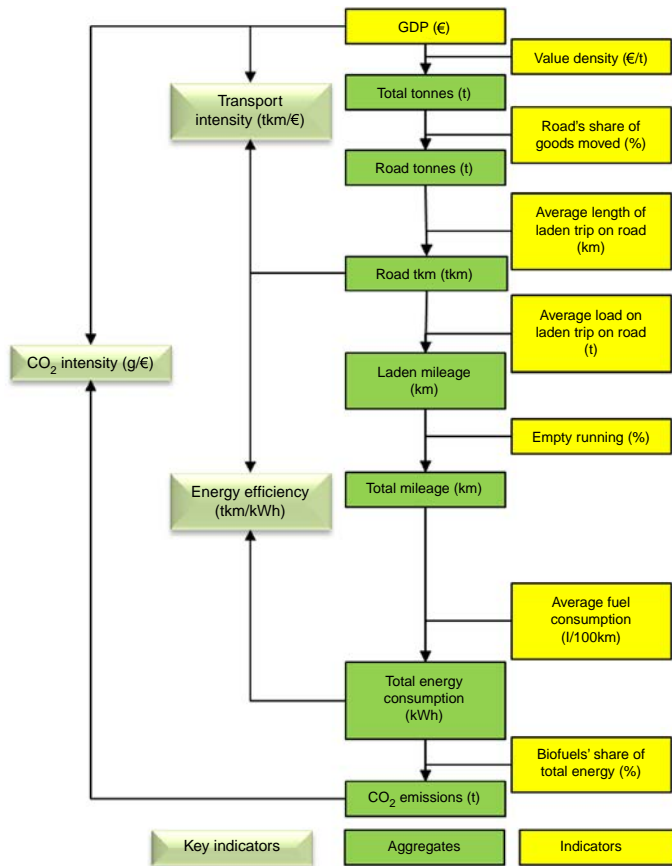 GDP (€)
Value density (€/t)
Transport
intensity (tkm/€)
Total tonnes (t)
Road's share of
goods moved (%)
Road tonnes (t)
Average length of
laden trip on road
(km)
Road tkm (tkm)
Average load on
laden trip on road
(t)
CO₂ intensity (g/€)
Laden mileage
(km)
Empty running (%)
Energy efficiency
(tkm/kWh)
Total mileage (km)
Average fuel
consumption
(l/100km)
Total energy
consumption
(kWh)
Biofuels' share of
total energy (%)
CO₂ emissions (t)
Key indicators
Aggregates
Indicators